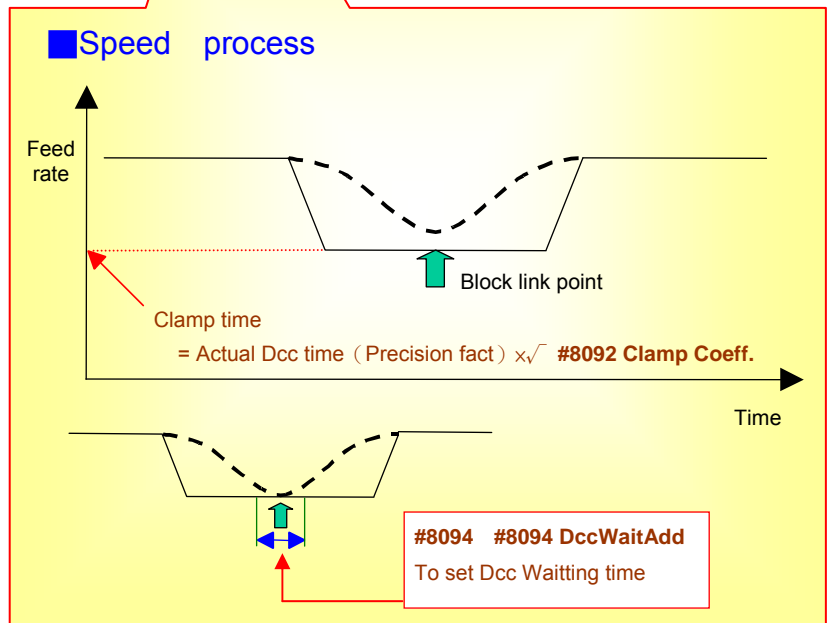 Speed process
Feed
rate
Block link point
Clamp time
= Actual Dcc time（Precision fact）×√ #8092 Clamp Coeff.
Time
#8094 #8094 DccWaitAdd
To set Dcc Waitting time